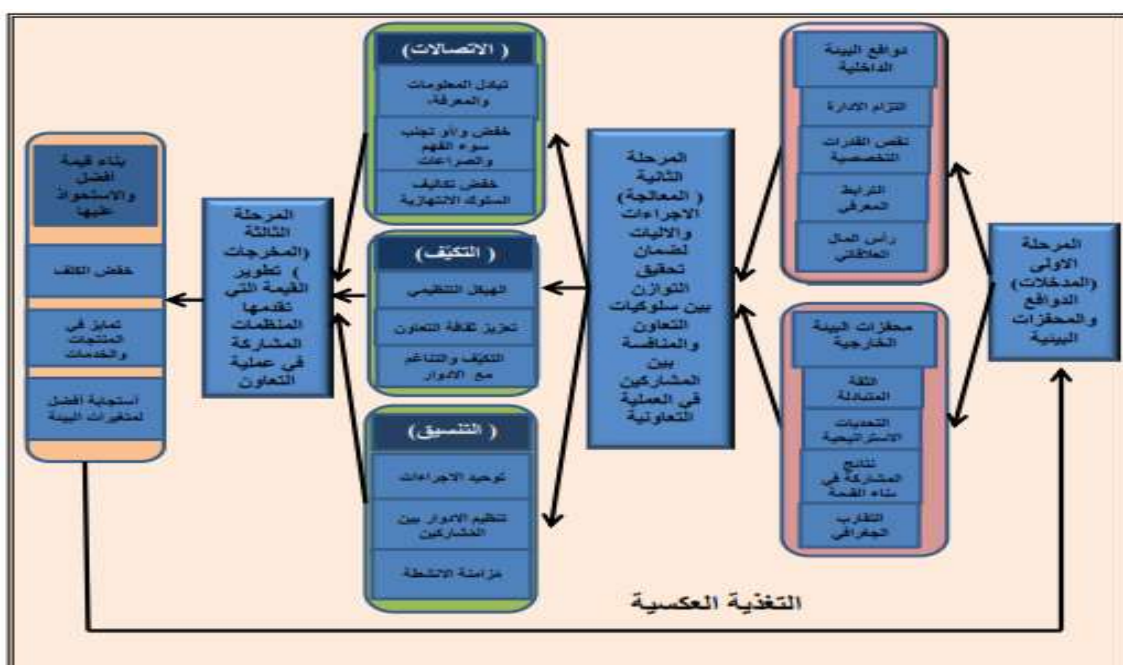 المرحلة
الاولى
(المدخلات)
الدوافع
والمحفزات
البيئية
دوافع البيئة
الداخلية
التزام الادارة
نقص القدرات
التخصصية
الترابط
المعرفي
رأس المال
العلاقاتي
محفزات البيئة
الخارجية
الثقة
المتبادلة
التحديات
الاستراتيجية
نتائج
المشاركة في
بناء القيمة
التقارب
الجغرافي
المرحلة
الثانية
(المعالجة)
الاجراءات
والاليات
لضمان
تحقيق
التوازن
بين سلوكيات
التعاون
والمنافسة
بين
المشاركين
في العملية
التعاونية
(الاتصالات)
تبادل المعلومات
والمعرفة،
خفض و/أو تجنب
سوء الفهم
والصراعات
خفض تكاليف
السلوك الانتهازية
(التكيّف)
الهيكل التنظيمي
تعزيز ثقافة التعاون
التكيف والتناغم
مع الادوار
(التنسيق)
توحيد الاجراءات
تنظيم الادوار بين
المشاركين
مزامنة الانشطة
المرحلة
الثالثة
(المخرجات
) تطوير
القيمة التي
تقدمها
المنظمات
المشاركة
في عملية
التعاون
بناء قيمة
افضل
والاستحواذ
عليها
خفض الكلف
تمايز في
المنتجات
والخدمات
استجابة افضل
لمتغيرات البيئة
التغذية العكسية